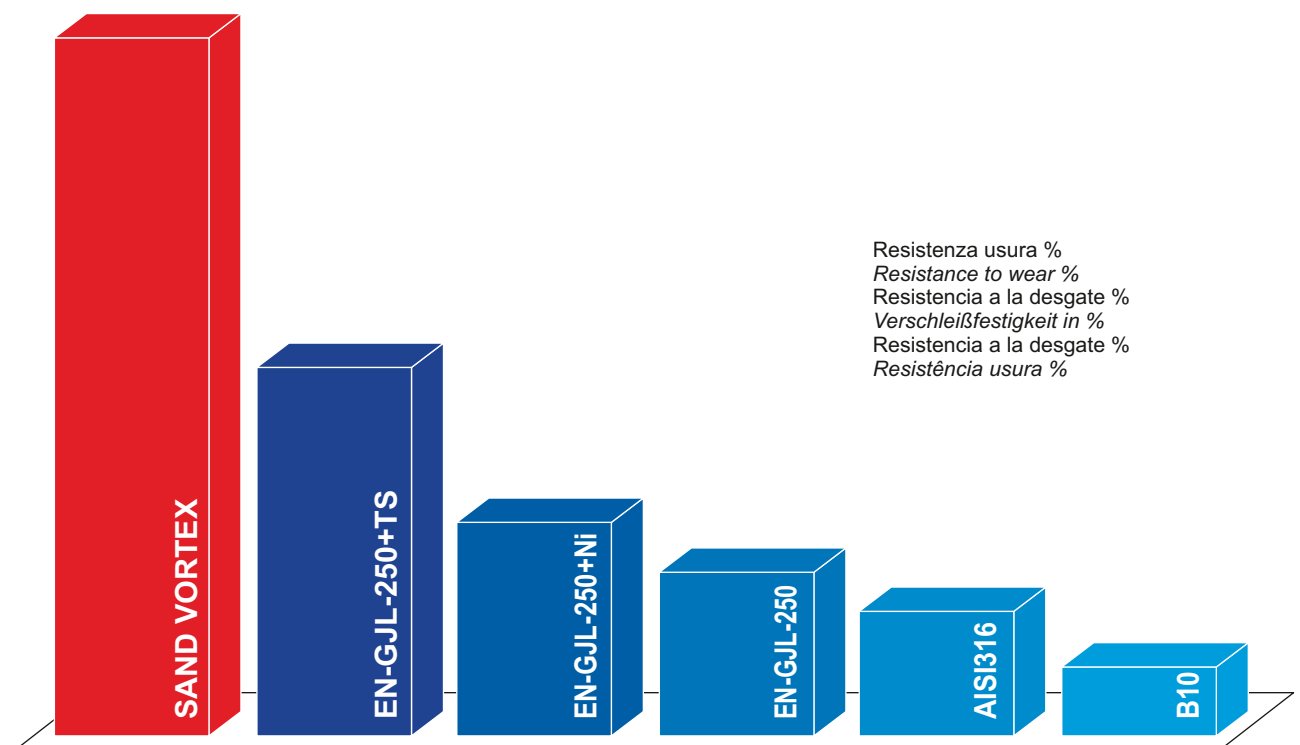 Resistenza usura %
Resistance to wear %
Resistencia a la desgate %
Verschleißfestigkeit in %
Resistencia a la desgate %
Resistência usura %
SAND VORTEX
EN-GJL-250+TS
EN-GJL-250+Ni
EN-GJL-250
AISI316
B10